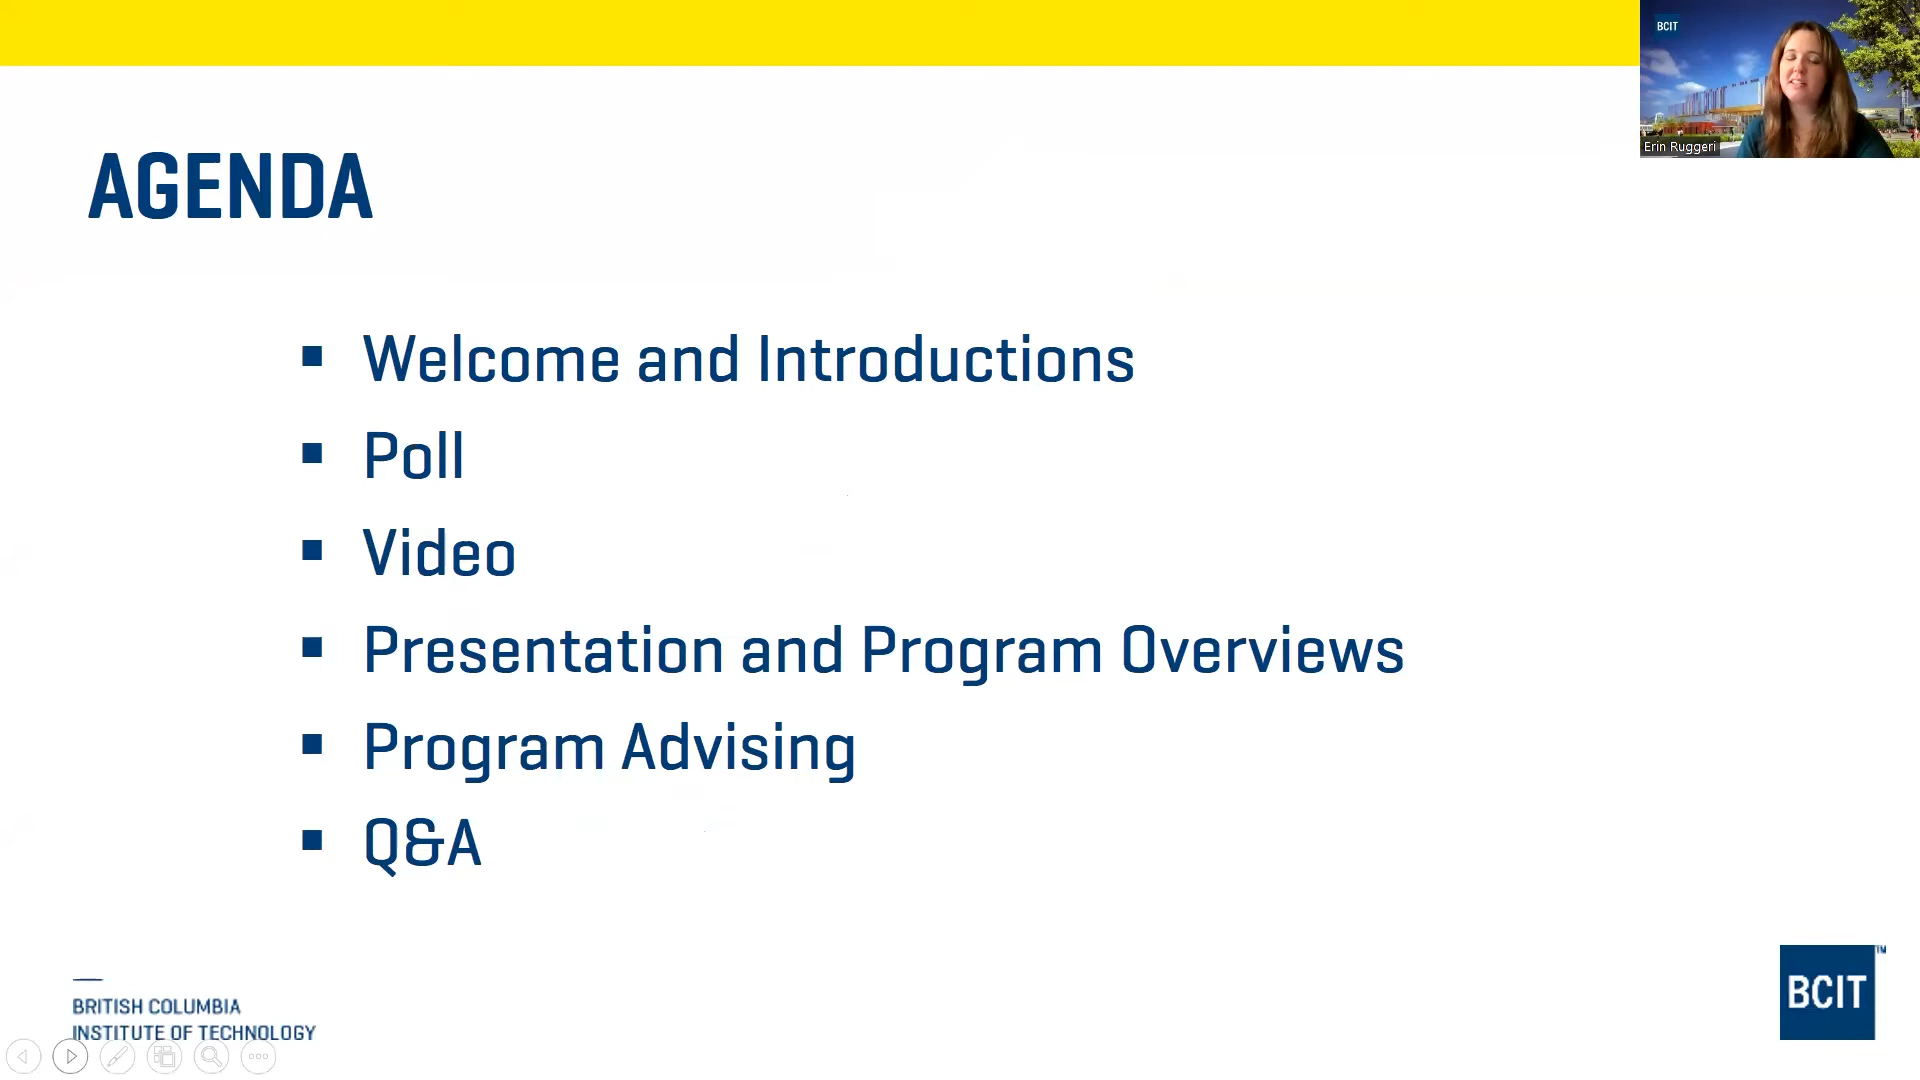 BCIT
Erin Ruggeri
AGENDA
▪ Welcome and Introductions
▪ Poll
▪ Video
▪ Presentation and Program Overviews
▪ Program Advising
▪ Q&A
BRITISH COLUMBIA
INSTITUTE OF TECHNOLOGY
BCIT™